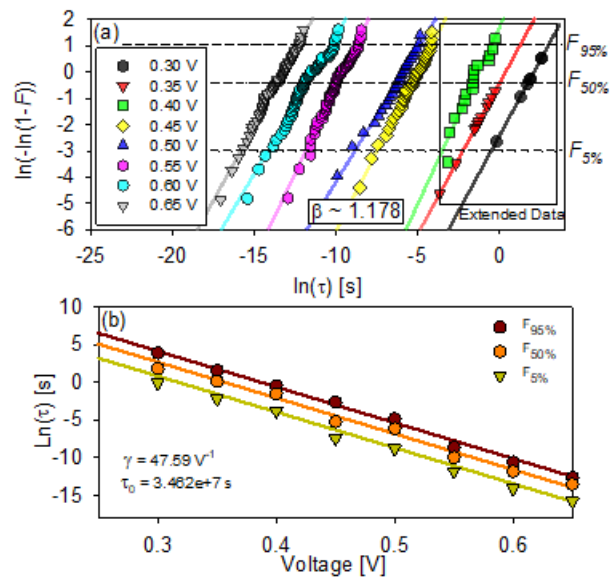 (a)
ln(-ln(1-F))
2
1
0
-1
-2
-3
-4
-5
-6
0.30 V
0.35 V
0.40 V
0.45 V
0.50 V
0.55 V
0.60 V
0.65 V
F95%
F50%
F5%
β ~ 1.178
Extended Data
-25 -20 -15 -10 -5 0
ln(τ) [s]
(b)
Ln(τ) [s]
10
5
0
-5
-10
-15
F95%
F50%
F5%
γ = 47.59 V-1
τ0 = 3.462e+7 s
0.3 0.4 0.5 0.6
Voltage [V]